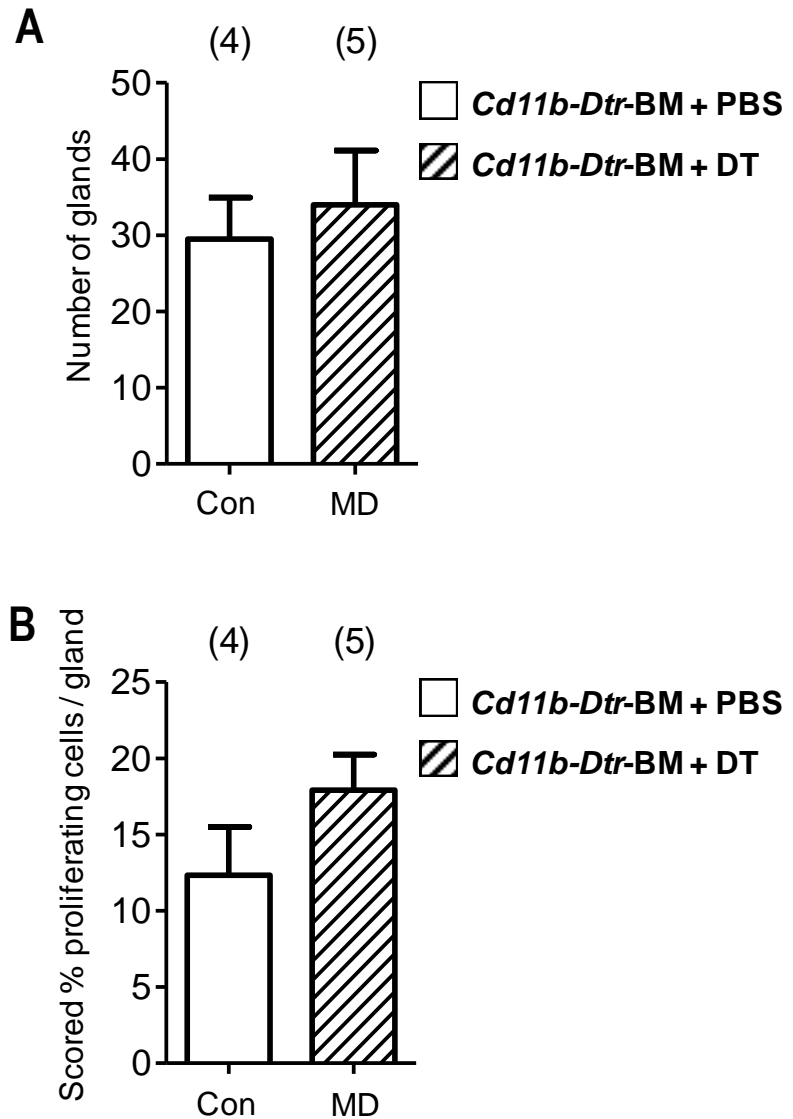 A
(4) (5)
Number of glands
50
40
30
20
10
0
Con MD
Cd11b-Dtr-BM + PBS
Cd11b-Dtr-BM + DT
B
(4) (5)
Scored % proliferating cells / gland
25
20
15
10
5
0
Con MD
Cd11b-Dtr-BM + PBS
Cd11b-Dtr-BM + DT